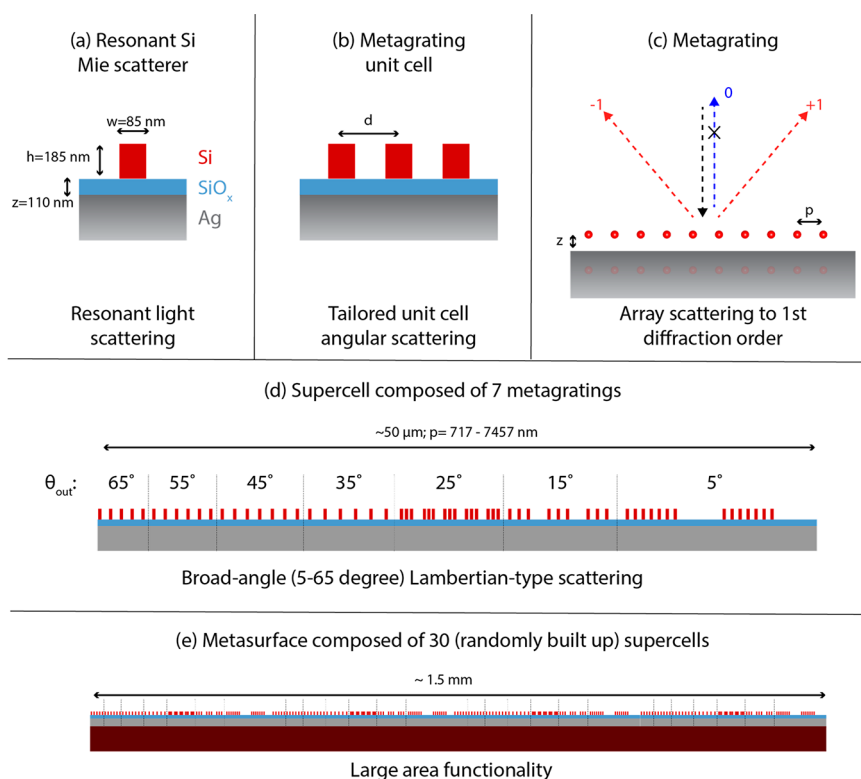 (a) Resonant Si
Mie scatterer
w=85 nm
h=185 nm
Si
SiOx
z=110 nm
Ag
Resonant light
scattering
(b) Metagrating
unit cell
d
Tailored unit cell
angular scattering
(c) Metagrating
0
-1
+1
p
z
Array scattering to 1st
diffraction order
(d) Supercell composed of 7 metagratings
~50 μm; p= 717 - 7457 nm
θout: 65° 55° 45° 35° 25° 15° 5°
Broad-angle (5-65 degree) Lambertian-type scattering
(e) Metasurface composed of 30 (randomly built up) supercells
~ 1.5 mm
Large area functionality